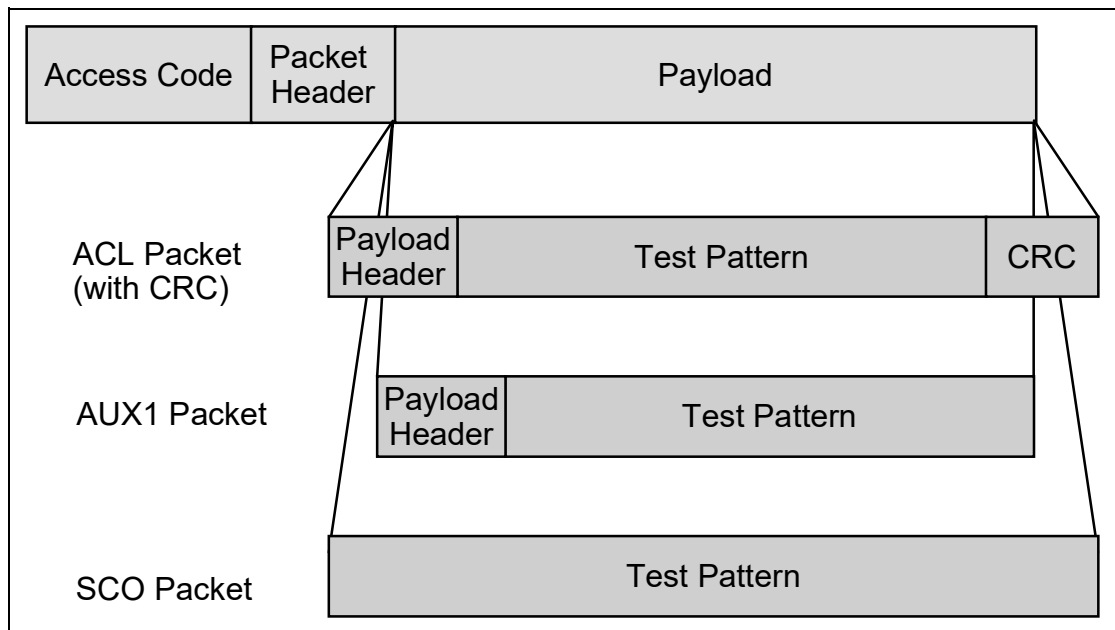 Access Code
Packet
Header
Payload
ACL Packet
(with CRC)
Payload
Header
Test Pattern
CRC
AUX1 Packet
Payload
Header
Test Pattern
SCO Packet
Test Pattern